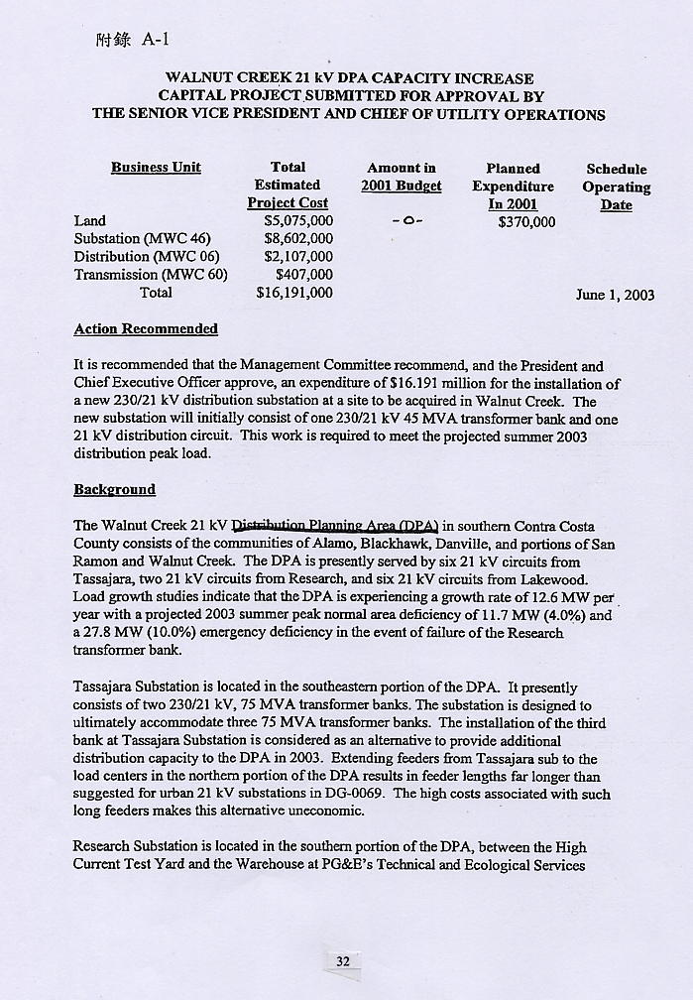 附錄 A-1
WALNUT CREEK 21 kV DPA CAPACITY INCREASE
CAPITAL PROJECT SUBMITTED FOR APPROVAL BY
THE SENIOR VICE PRESIDENT AND CHIEF OF UTILITY OPERATIONS
Business Unit Total Amount in Planned Schedule
Estimated 2001 Budget Expenditure Operating
Project Cost In 2001 Date
Land $5,075,000 -0- $370,000
Substation (MWC 46) $8,602,000
Distribution (MWC 06) $2,107,000
Transmission (MWC 60) $407,000
Total $16,191,000 June 1, 2003
Action Recommended
It is recommended that the Management Committee recommend, and the President and
Chief Executive Officer approve, an expenditure of $16.191 million for the installation of
a new 230/21 kV distribution substation at a site to be acquired in Walnut Creek. The
new substation will initially consist of one 230/21 kV 45 MVA transformer bank and one
21 kV distribution circuit. This work is required to meet the projected summer 2003
distribution peak load.
Background
The Walnut Creek 21 kV Distribution Planning Area (DPA) in southern Contra Costa
County consists of the communities of Alamo, Blackhawk, Danville, and portions of San
Ramon and Walnut Creek. The DPA is presently served by six 21 kV circuits from
Tassajara, two 21 kV circuits from Research, and six 21 kV circuits from Lakewood.
Load growth studies indicate that the DPA is experiencing a growth rate of 12.6 MW per
year with a projected 2003 summer peak normal area deficiency of 11.7 MW (4.0%) and
a 27.8 MW (10.0%) emergency deficiency in the event of failure of the Research
transformer bank.
Tassajara Substation is located in the southeastern portion of the DPA. It presently
consists of two 230/21 kV, 75 MVA transformer banks. The substation is designed to
ultimately accommodate three 75 MVA transformer banks. The installation of the third
bank at Tassajara Substation is considered as an alternative to provide additional
distribution capacity to the DPA in 2003. Extending feeders from Tassajara sub to the
load centers in the northern portion of the DPA results in feeder lengths far longer than
suggested for urban 21 kV substations in DG-0069. The high costs associated with such
long feeders makes this alternative uneconomic.
Research Substation is located in the southern portion of the DPA, between the High
Current Test Yard and the Warehouse at PG&E's Technical and Ecological Services
32